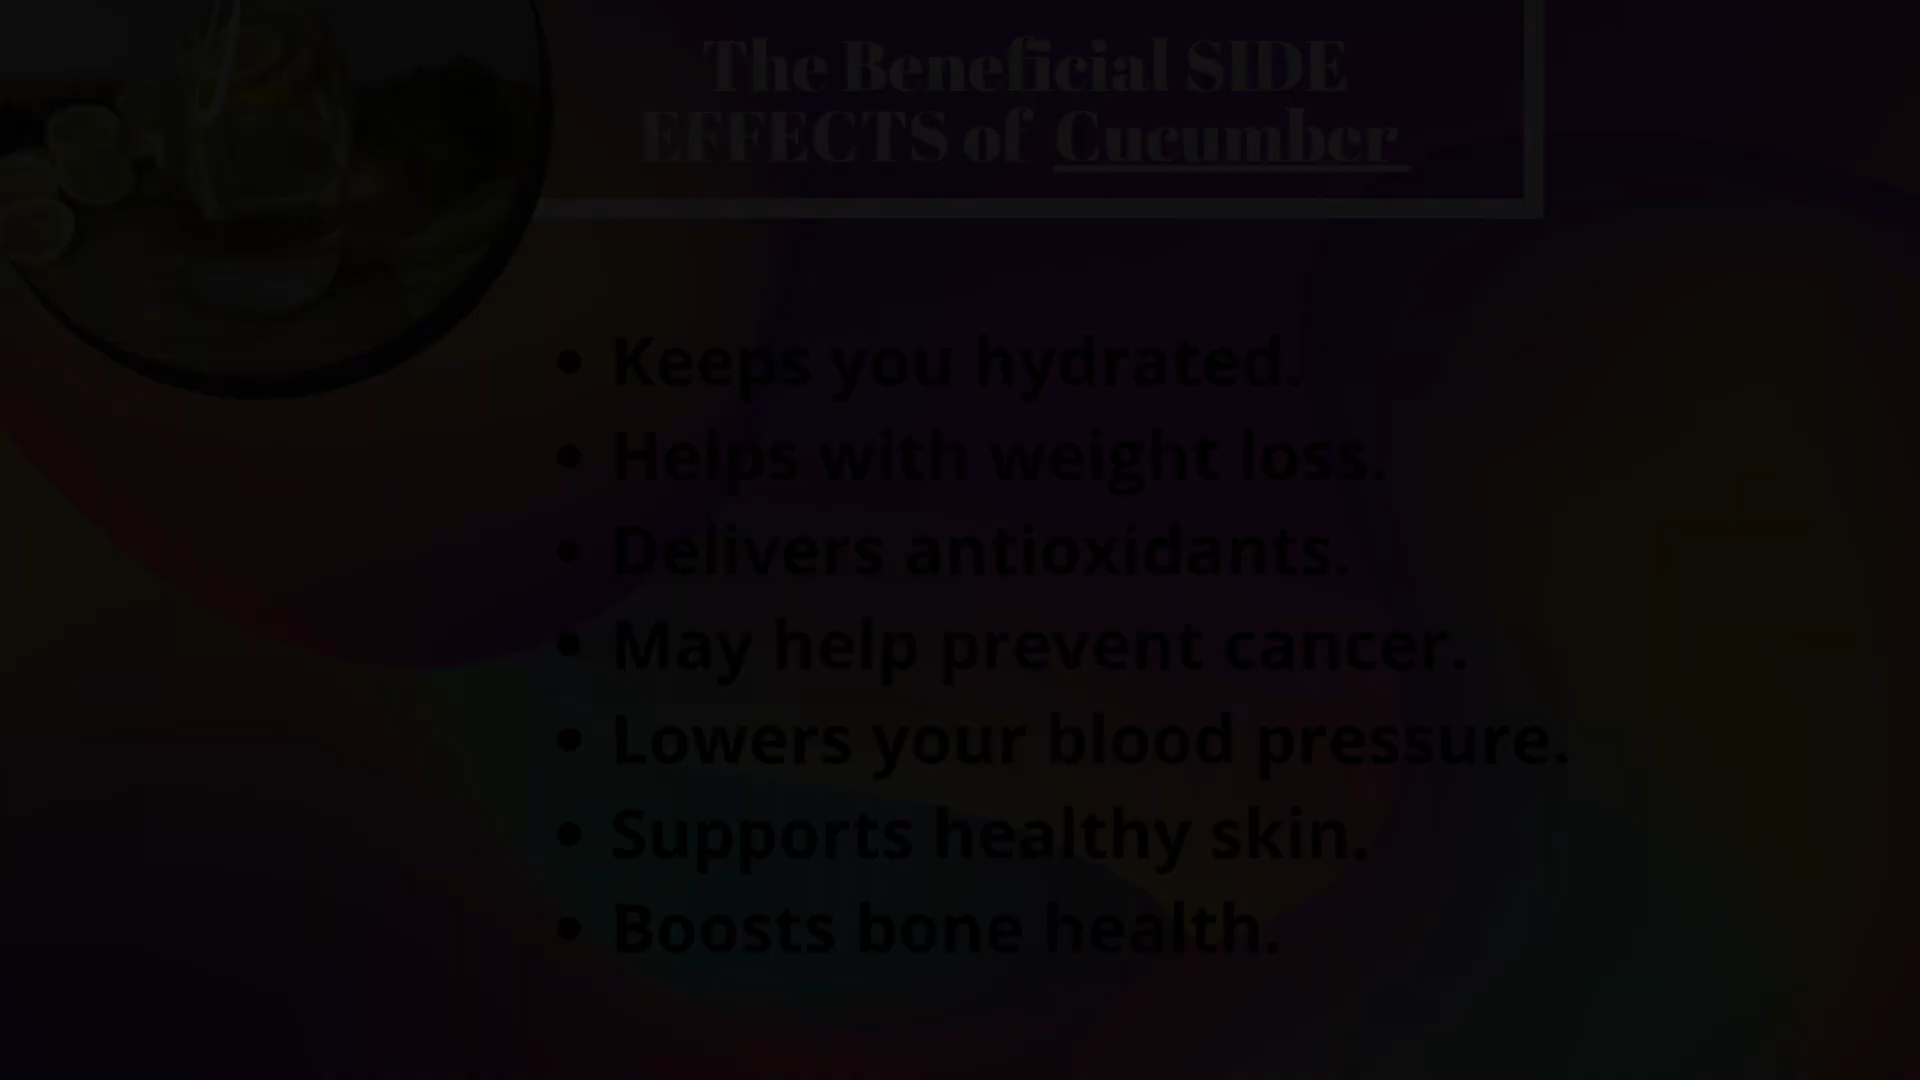 The Beneficial SIDE
EFFECTS of Cucumber
• Keeps you hydrated.
• Helps with weight loss.
• Delivers antioxidants.
• May help prevent cancer.
• Lowers your blood pressure.
• Supports healthy skin.
• Boosts bone health.